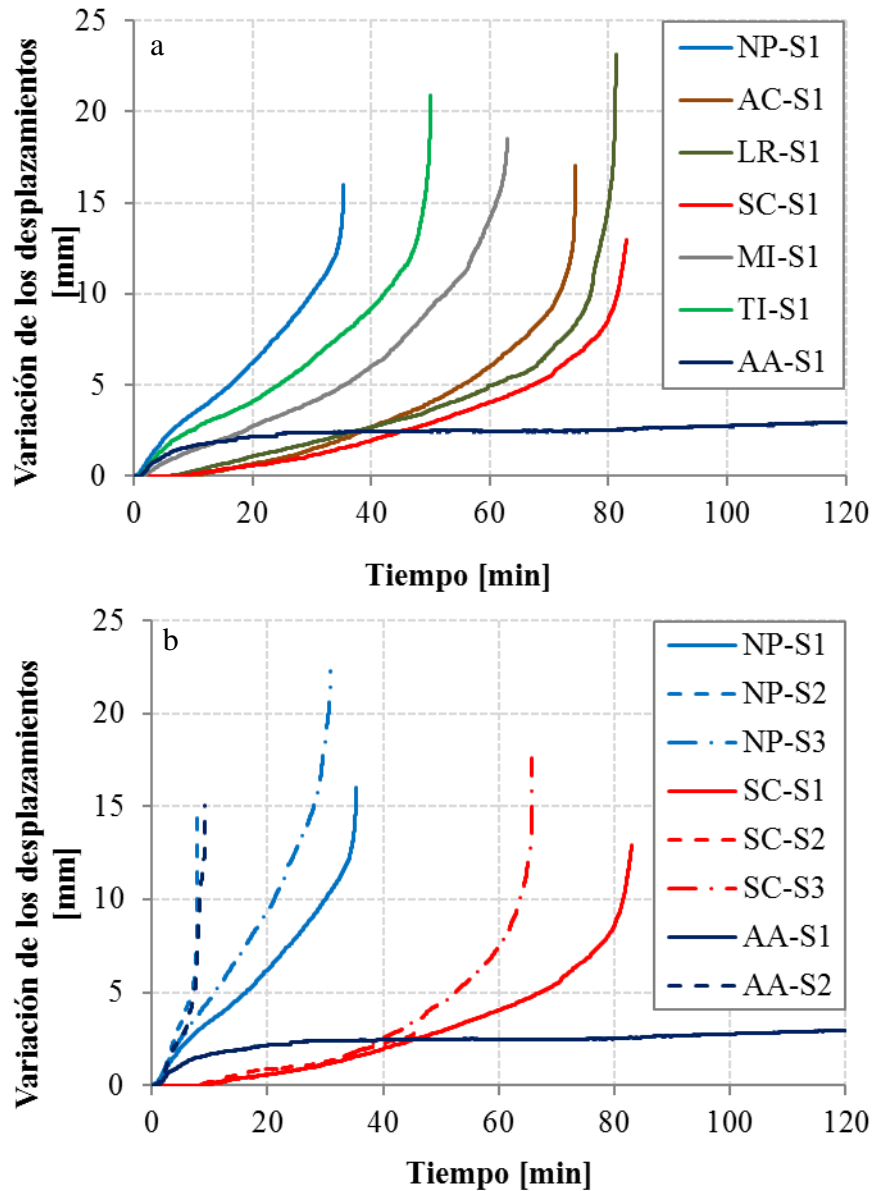 a
Variación de los desplazamientos
[mm]
25
20
15
10
5
0
0 20 40 60 80 100 120
Tiempo [min]
NP-S1
AC-S1
LR-S1
SC-S1
MI-S1
TI-S1
AA-S1
b
Variación de los desplazamientos
[mm]
25
20
15
10
5
0
0 20 40 60 80 100 120
Tiempo [min]
NP-S1
NP-S2
NP-S3
SC-S1
SC-S2
SC-S3
AA-S1
AA-S2